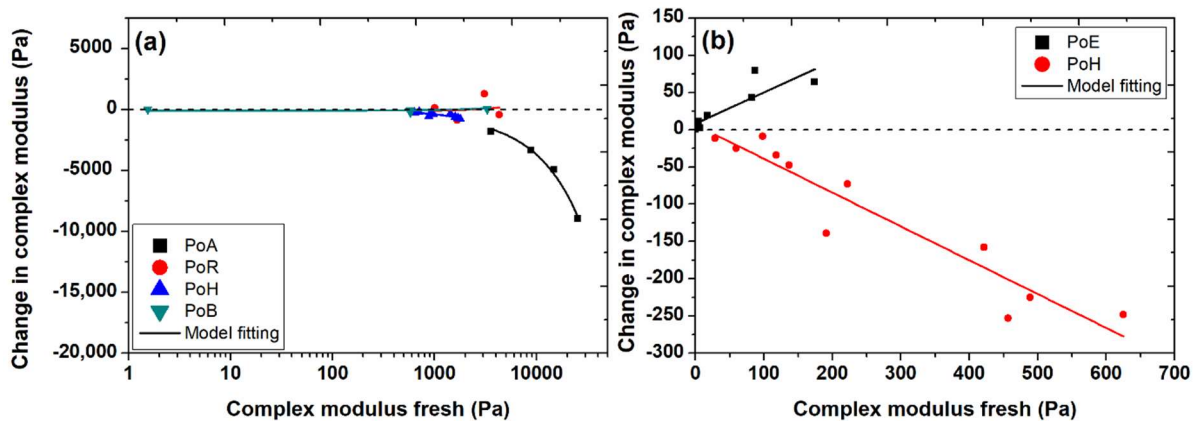 (a)
Change in complex modulus (Pa)
5000
0
-5000
-10,000
-15,000
-20,000
PoA
PoR
PoH
PoB
Model fitting
1 10 100 1000 10000
Complex modulus fresh (Pa)
(b)
Change in complex modulus (Pa)
150
100
50
0
-50
-100
-150
-200
-250
-300
PoE
PoH
Model fitting
0 100 200 300 400 500 600 700
Complex modulus fresh (Pa)